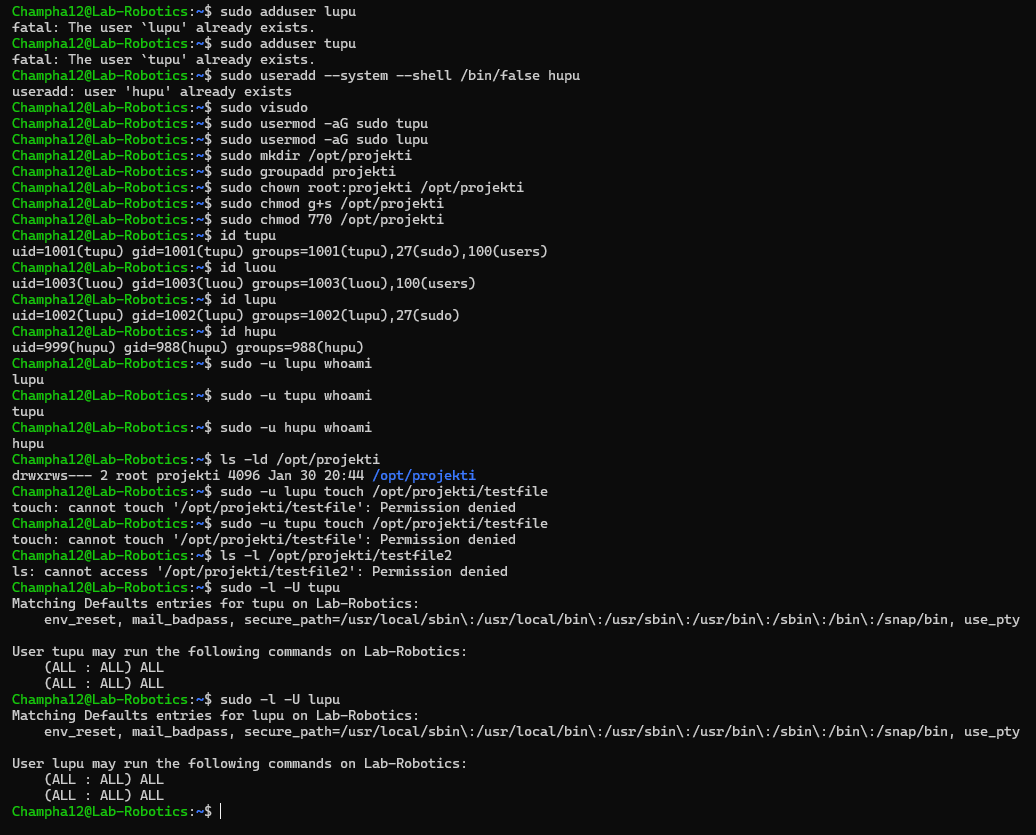 Champha12@Lab-Robotics:~$ sudo adduser lupu
fatal: The user `lupu' already exists.
Champha12@Lab-Robotics:~$ sudo adduser tupu
fatal: The user `tupu' already exists.
Champha12@Lab-Robotics:~$ sudo useradd --system --shell /bin/false hupu
useradd: user 'hupu' already exists
Champha12@Lab-Robotics:~$ sudo visudo
Champha12@Lab-Robotics:~$ sudo usermod -aG sudo tupu
Champha12@Lab-Robotics:~$ sudo usermod -aG sudo lupu
Champha12@Lab-Robotics:~$ sudo mkdir /opt/projekti
Champha12@Lab-Robotics:~$ sudo groupadd projekti
Champha12@Lab-Robotics:~$ sudo chown root:projekti /opt/projekti
Champha12@Lab-Robotics:~$ sudo chmod g+s /opt/projekti
Champha12@Lab-Robotics:~$ sudo chmod 770 /opt/projekti
Champha12@Lab-Robotics:~$ id tupu
uid=1001(tupu) gid=1001(tupu) groups=1001(tupu),27(sudo),100(users)
Champha12@Lab-Robotics:~$ id luou
uid=1003(luou) gid=1003(luou) groups=1003(luou),100(users)
Champha12@Lab-Robotics:~$ id lupu
uid=1002(lupu) gid=1002(lupu) groups=1002(lupu),27(sudo)
Champha12@Lab-Robotics:~$ id hupu
uid=999(hupu) gid=988(hupu) groups=988(hupu)
Champha12@Lab-Robotics:~$ sudo -u lupu whoami
lupu
Champha12@Lab-Robotics:~$ sudo -u tupu whoami
tupu
Champha12@Lab-Robotics:~$ sudo -u hupu whoami
hupu
Champha12@Lab-Robotics:~$ ls -ld /opt/projekti
drwxrws--- 2 root projekti 4096 Jan 30 20:44 /opt/projekti
Champha12@Lab-Robotics:~$ sudo -u lupu touch /opt/projekti/testfile
touch: cannot touch '/opt/projekti/testfile': Permission denied
Champha12@Lab-Robotics:~$ sudo -u tupu touch /opt/projekti/testfile
touch: cannot touch '/opt/projekti/testfile': Permission denied
Champha12@Lab-Robotics:~$ ls -l /opt/projekti/testfile2
ls: cannot access '/opt/projekti/testfile2': Permission denied
Champha12@Lab-Robotics:~$ sudo -l -U tupu
Matching Defaults entries for tupu on Lab-Robotics:
    env_reset, mail_badpass, secure_path=/usr/local/sbin\:/usr/local/bin\:/usr/sbin\:/usr/bin\:/sbin\:/bin\:/snap/bin, use_pty

User tupu may run the following commands on Lab-Robotics:
    (ALL : ALL) ALL
    (ALL : ALL) ALL
Champha12@Lab-Robotics:~$ sudo -l -U lupu
Matching Defaults entries for lupu on Lab-Robotics:
    env_reset, mail_badpass, secure_path=/usr/local/sbin\:/usr/local/bin\:/usr/sbin\:/usr/bin\:/sbin\:/bin\:/snap/bin, use_pty

User lupu may run the following commands on Lab-Robotics:
    (ALL : ALL) ALL
    (ALL : ALL) ALL
Champha12@Lab-Robotics:~$